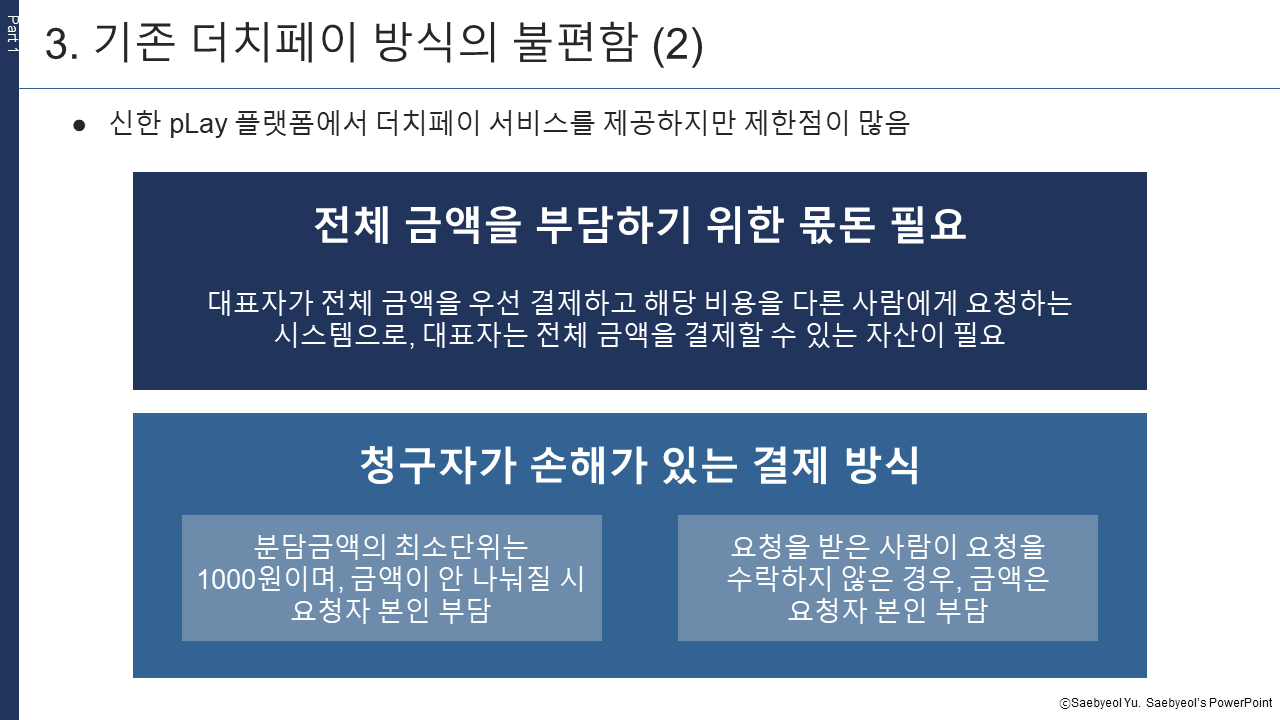 Part 1
3. 기존 더치페이 방식의 불편함 (2)
● 신한 pLay 플랫폼에서 더치페이 서비스를 제공하지만 제한점이 많음
전체 금액을 부담하기 위한 몫돈 필요
대표자가 전체 금액을 우선 결제하고 해당 비용을 다른 사람에게 요청하는
시스템으로, 대표자는 전체 금액을 결제할 수 있는 자산이 필요
청구자가 손해가 있는 결제 방식
분담금액의 최소단위는
1000원이며, 금액이 안 나눠질 시
요청자 본인 부담
요청을 받은 사람이 요청을
수락하지 않은 경우, 금액은
요청자 본인 부담
ⓒSaebyeol Yu. Saebyeol's PowerPoint